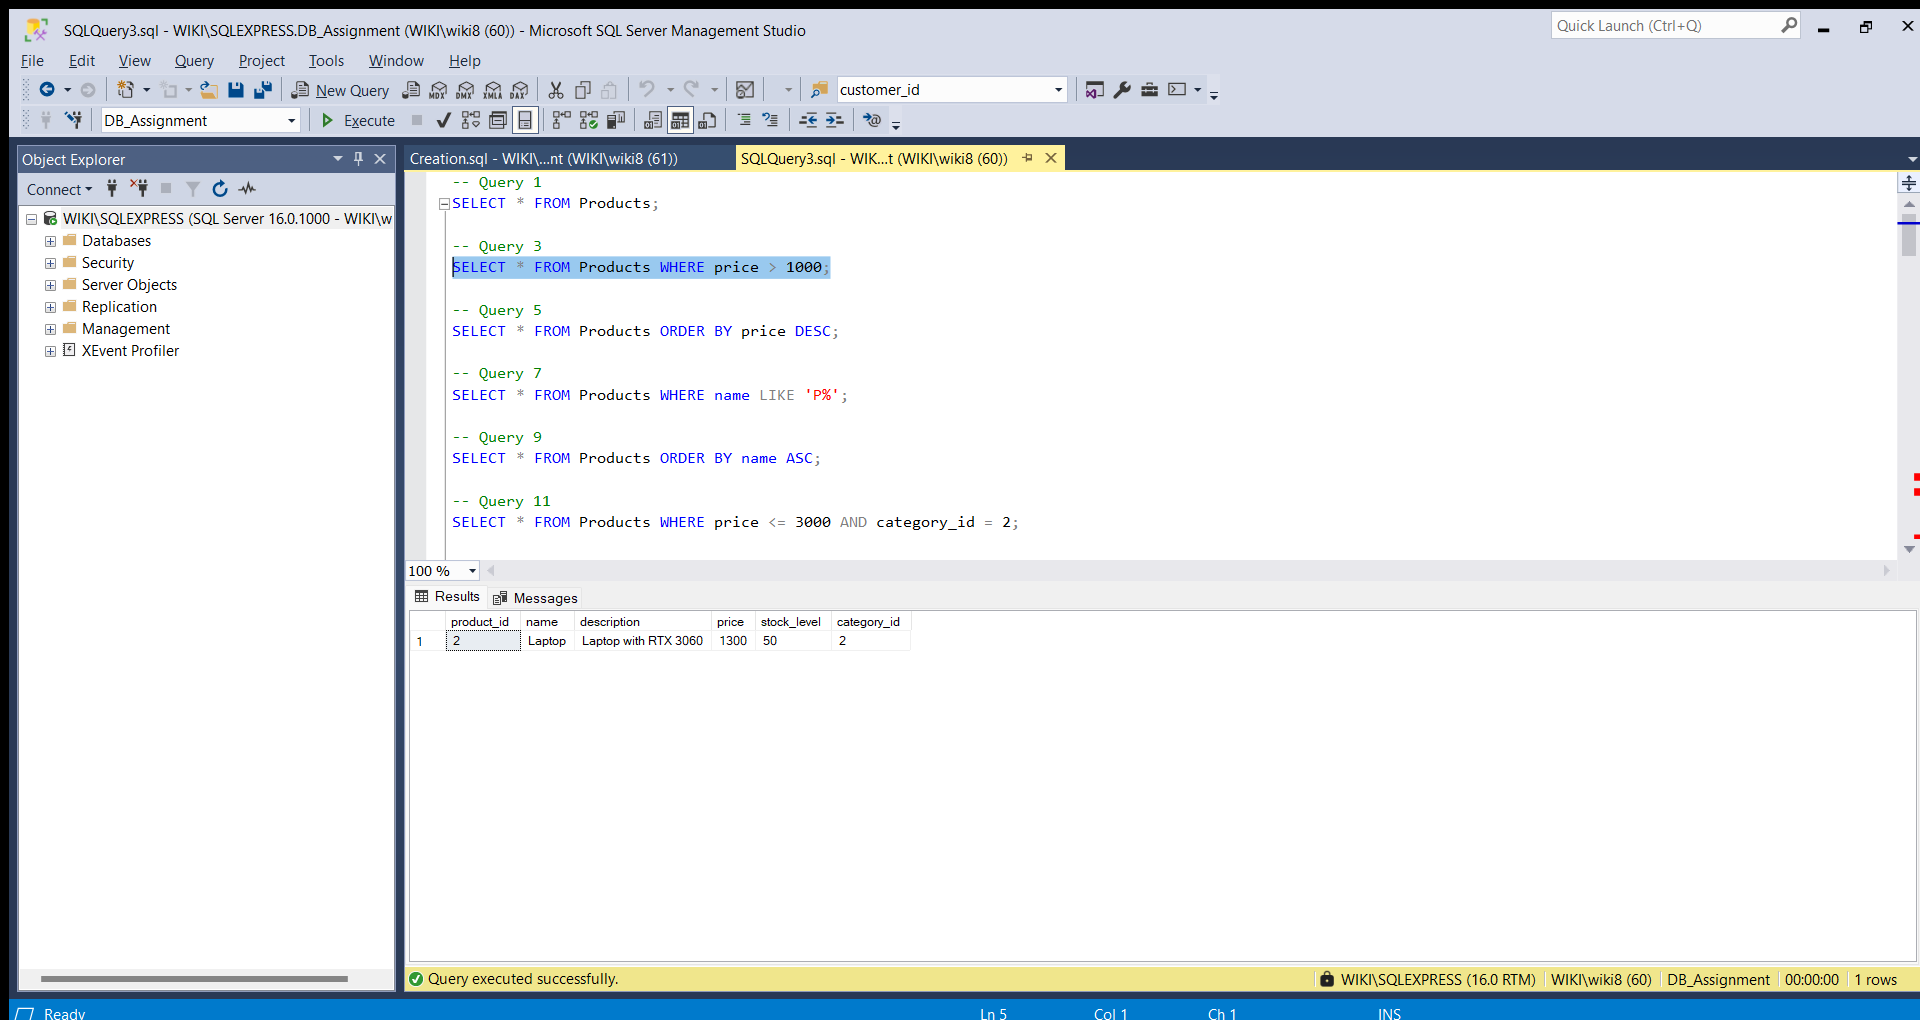 SQLQuery3.sql - WIKI\SQLEXPRESS.DB_Assignment (WIKI\wiki8 (60)) - Microsoft SQL Server Management Studio
Quick Launch (Ctrl+Q)
File Edit View Query Project Tools Window Help
New Query MDX DMX XMLA DAX customer_id
DB_Assignment Execute
Object Explorer
Connect
WIKI\SQLEXPRESS (SQL Server 16.0.1000 - WIKI\w
Databases
Security
Server Objects
Replication
Management
XEvent Profiler
Creation.sql - WIKI\...nt (WIKI\wiki8 (61))
SQLQuery3.sql - WIK...t (WIKI\wiki8 (60))
-- Query 1
SELECT * FROM Products;
-- Query 3
SELECT * FROM Products WHERE price > 1000;
-- Query 5
SELECT * FROM Products ORDER BY price DESC;
-- Query 7
SELECT * FROM Products WHERE name LIKE 'P%';
-- Query 9
SELECT * FROM Products ORDER BY name ASC;
-- Query 11
SELECT * FROM Products WHERE price <= 3000 AND category_id = 2;
100 %
Results Messages
product_id name description price stock_level category_id
1 2 Laptop Laptop with RTX 3060 1300 50 2
Query executed successfully.
WIKI\SQLEXPRESS (16.0 RTM) WIKI\wiki8 (60) DB_Assignment 00:00:00 1 rows
Ready Ln 5 Col 1 Ch 1 INS